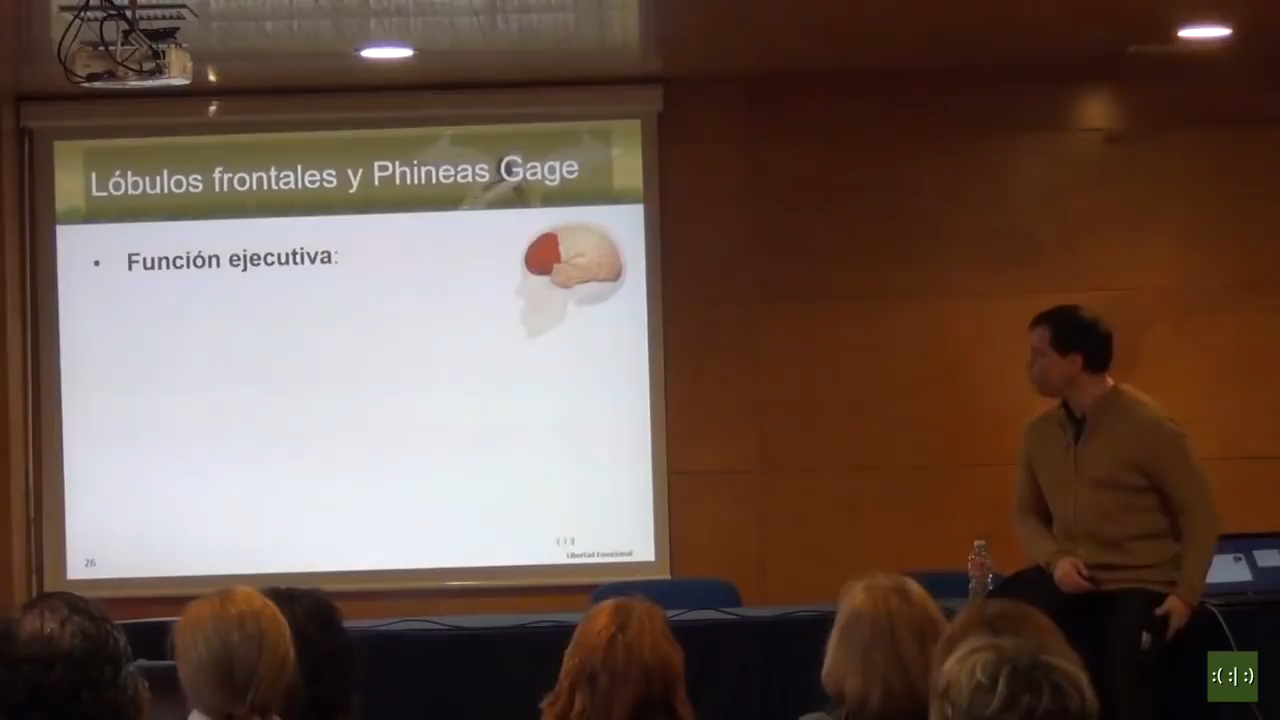 Lóbulos frontales y Phineas Gage
• Función ejecutiva:
26
Libertad Emocional
:( :| :)